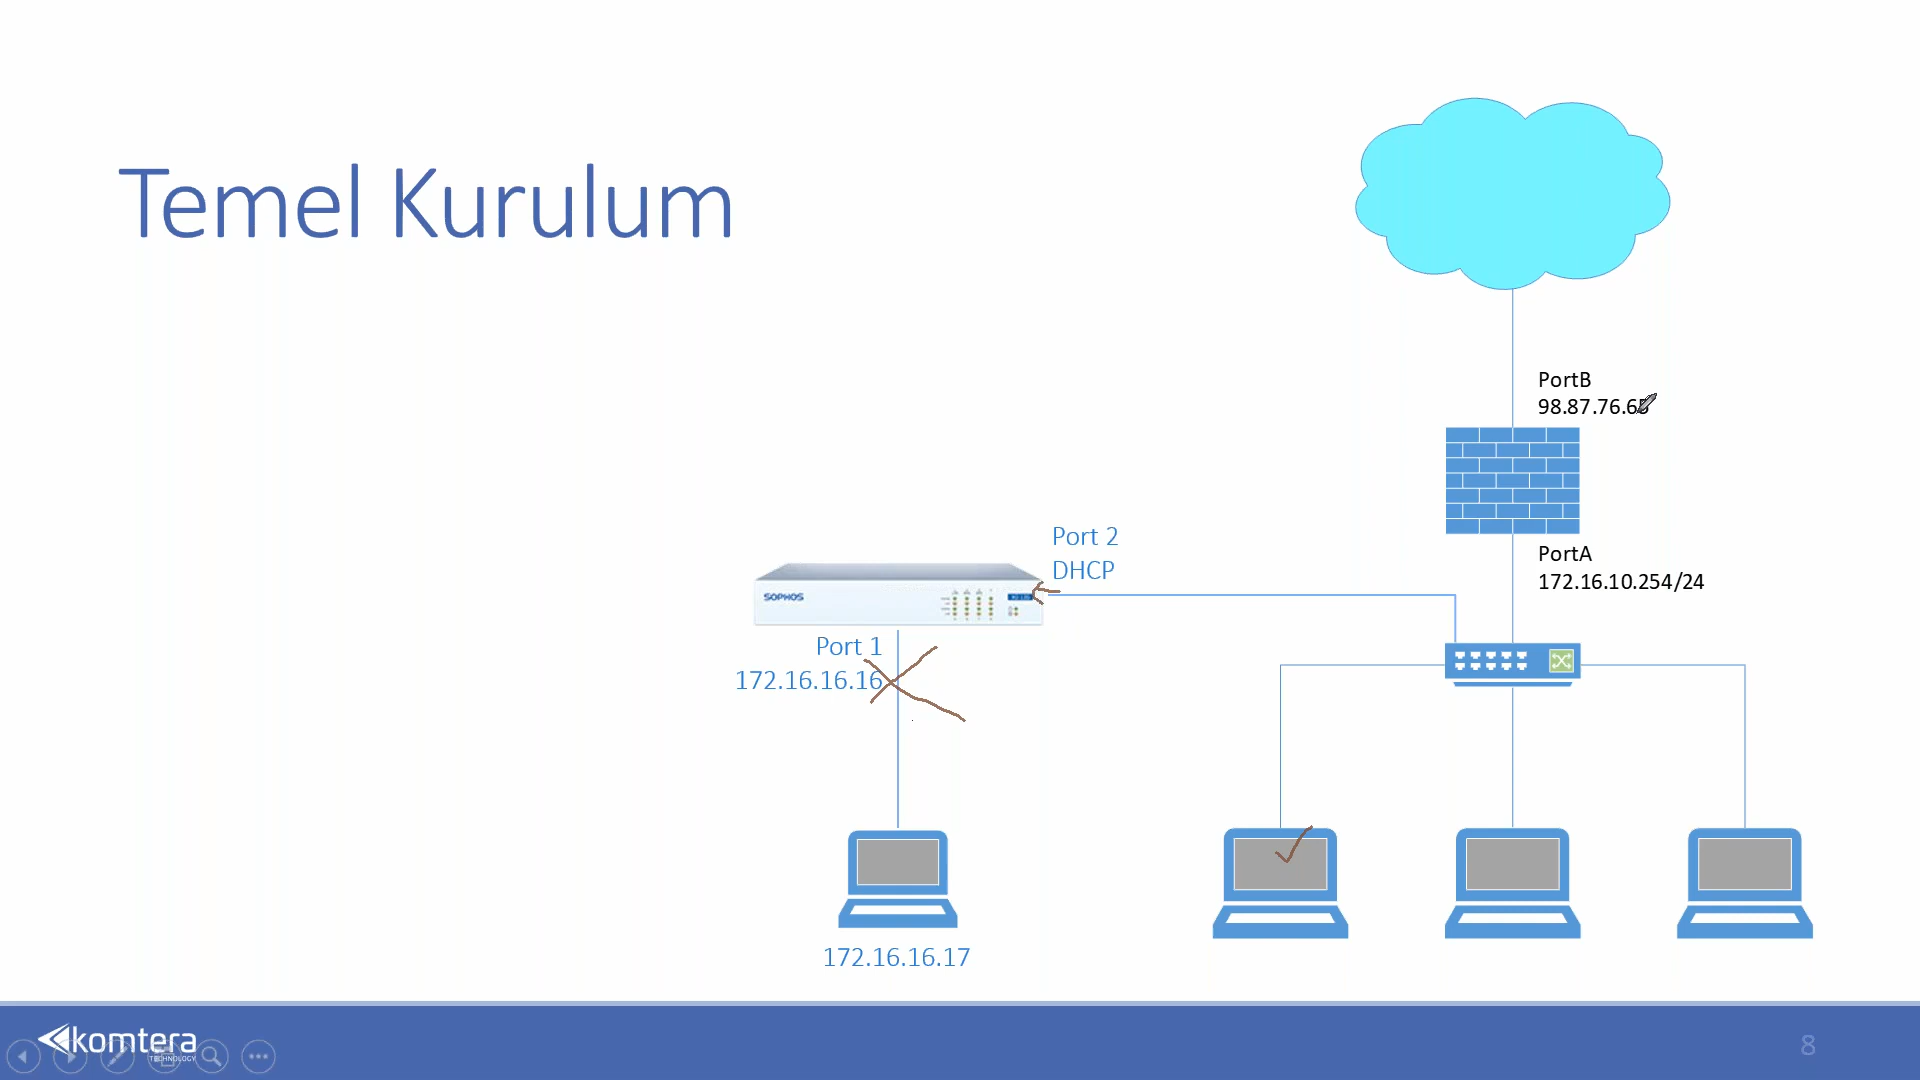 Temel Kurulum
PortB
98.87.76.65
Port 2
DHCP
PortA
172.16.10.254/24
SOPHOS
Port 1
172.16.16.16
172.16.16.17
komtera
TECHNOLOGY
8